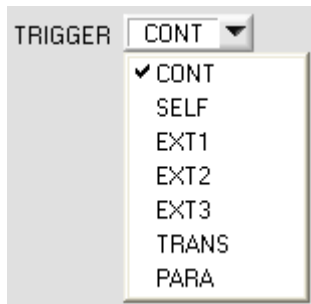 TRIGGER CONT
CONT
SELF
EXT1
EXT2
EXT3
TRANS
PARA